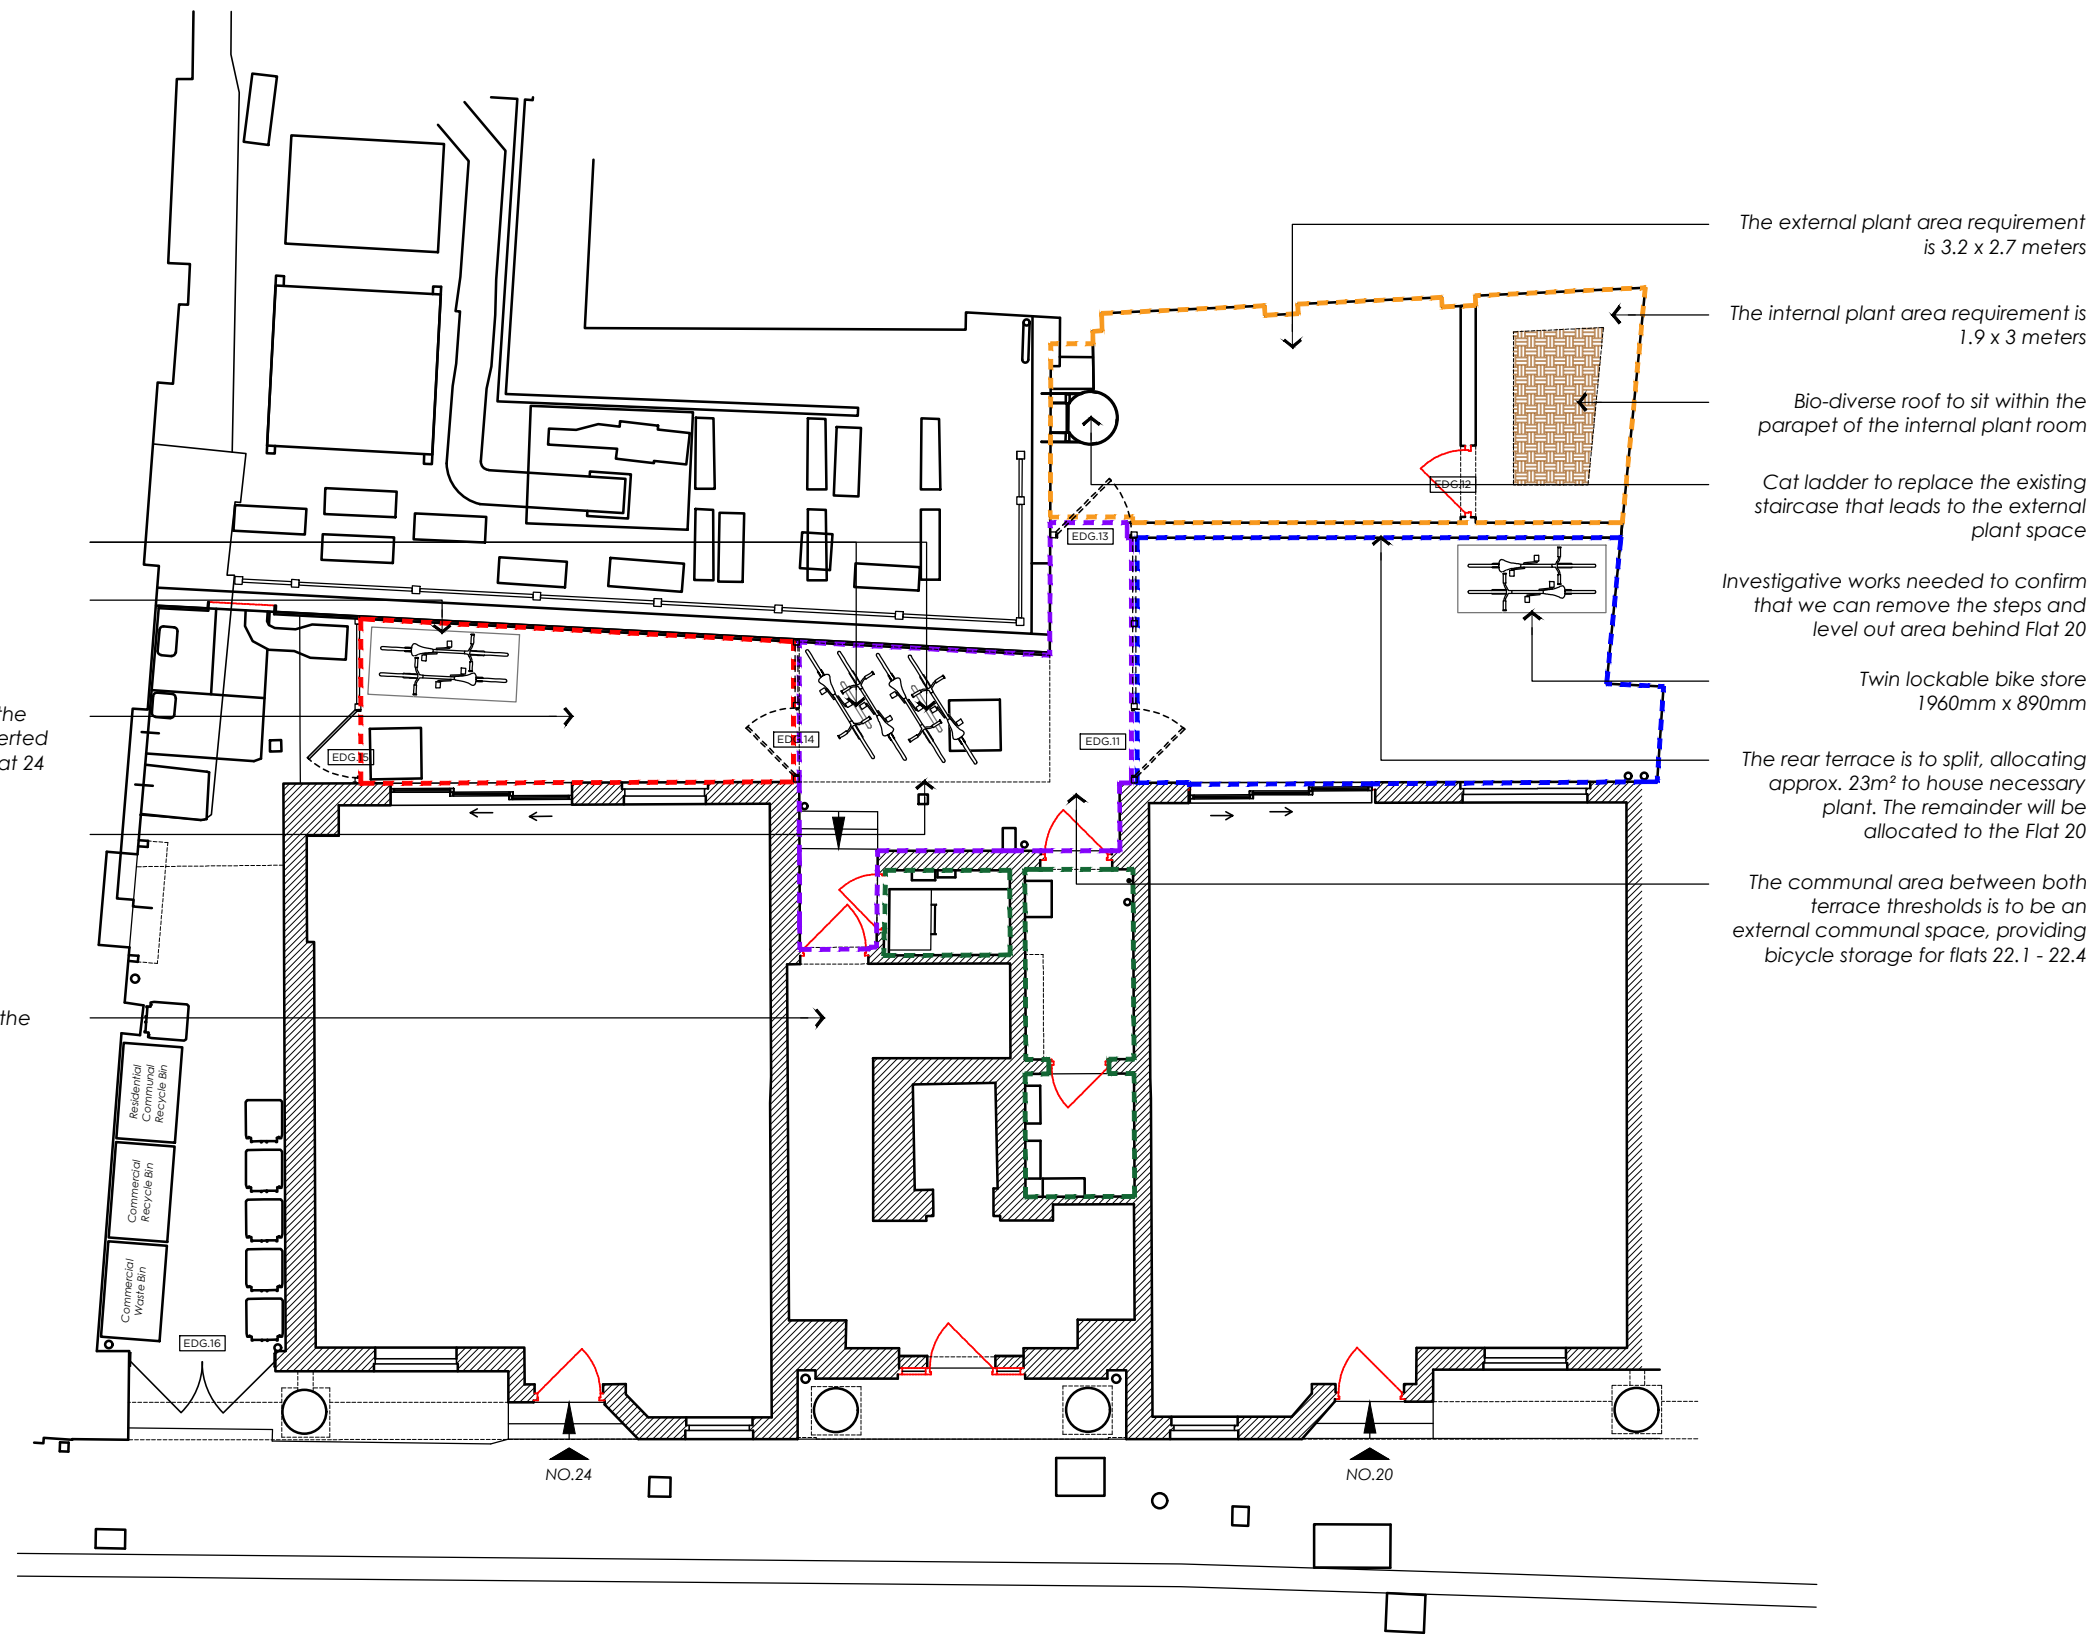 The external plant area requirement
is 3.2 x 2.7 meters
The internal plant area requirement is
1.9 x 3 meters
Bio-diverse roof to sit within the
parapet of the internal plant room
Cat ladder to replace the existing
staircase that leads to the external
plant space
Investigative works needed to confirm
that we can remove the steps and
level out area behind Flat 20
Twin lockable bike store
1960mm x 890mm
The rear terrace is to split, allocating
approx. 23m² to house necessary
plant. The remainder will be
allocated to the Flat 20
The communal area between both
terrace thresholds is to be an
external communal space, providing
bicycle storage for flats 22.1 - 22.4
EDG.12
EDG.13
EDG.14
EDG.11
EDG.15
the
erted
at 24
the
Residential
Communal
Recycle Bin
Commercial
Recycle Bin
Commercial
Waste Bin
EDG.16
NO.24
NO.20